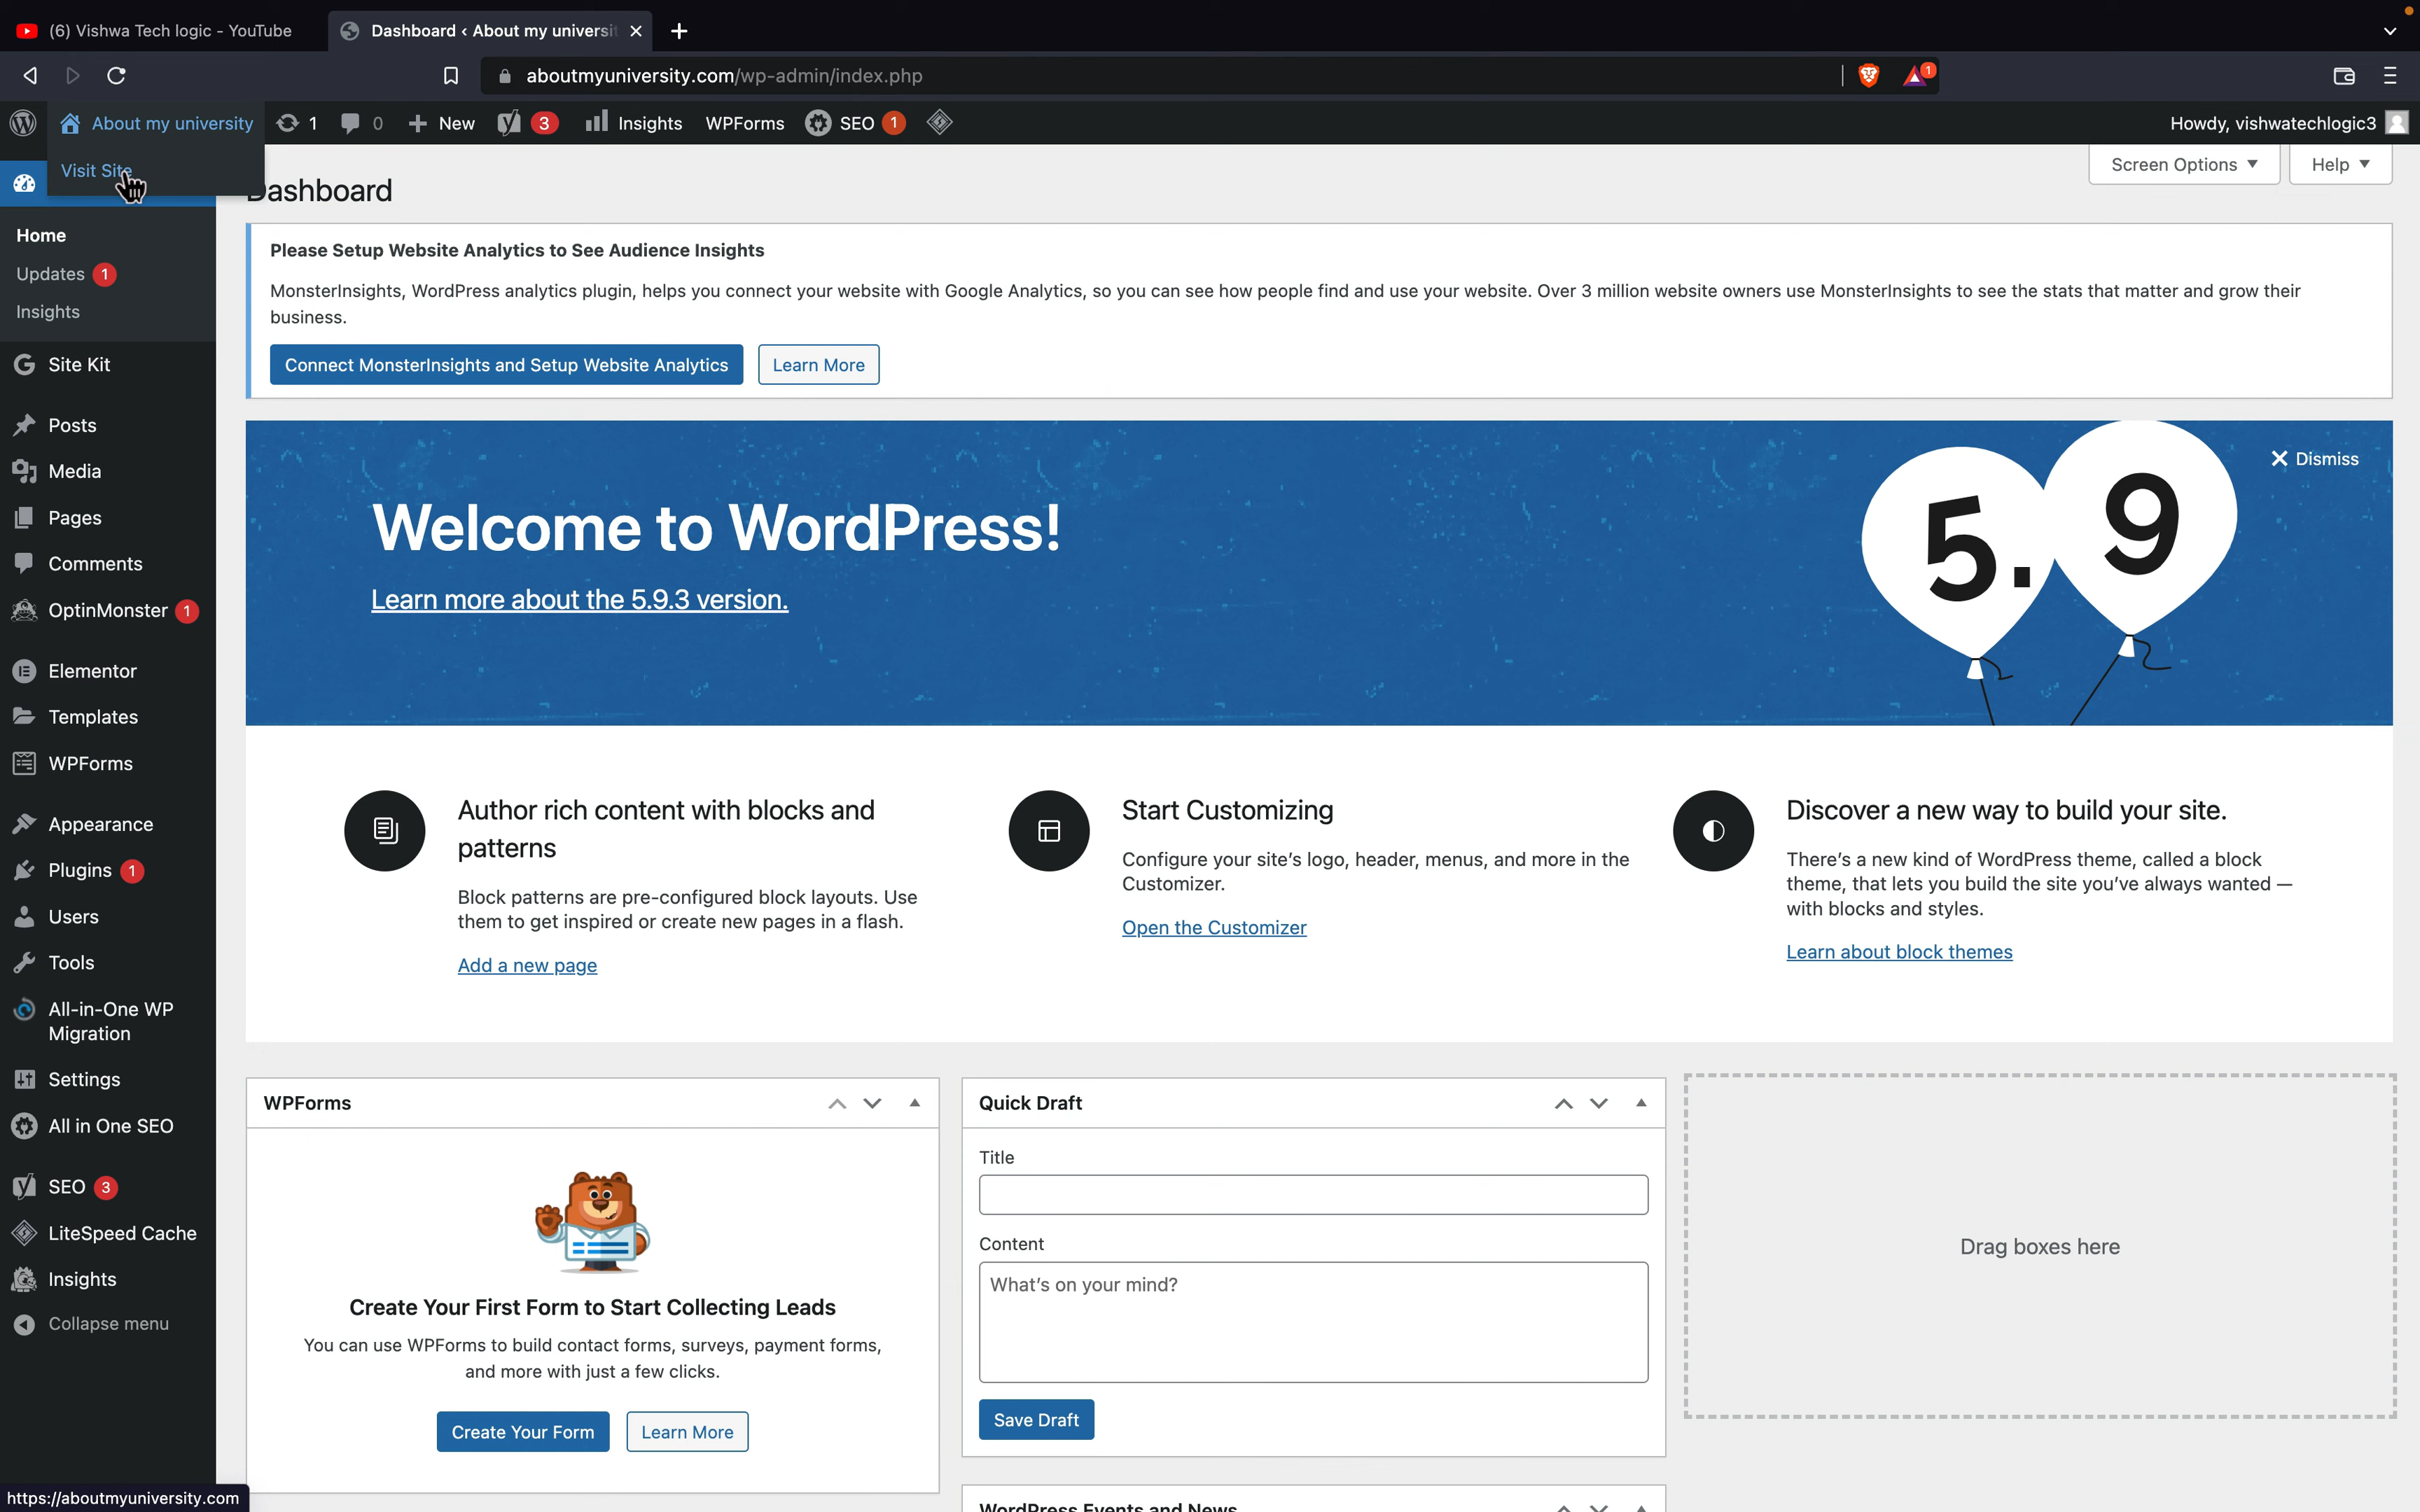 (6) Vishwa Tech logic - YouTube
Dashboard ‹ About my universi
aboutmyuniversity.com/wp-admin/index.php
1
About my university
1
0
New
3
Insights
WPForms
SEO 1
Howdy, vishwatechlogic3
Visit Site
Dashboard
Screen Options
Help
Home
Updates 1
Insights
Site Kit
Posts
Media
Pages
Comments
OptinMonster 1
Elementor
Templates
WPForms
Appearance
Plugins 1
Users
Tools
All-in-One WP
Migration
Settings
All in One SEO
SEO 3
LiteSpeed Cache
Insights
Collapse menu
https://aboutmyuniversity.com
Please Setup Website Analytics to See Audience Insights
MonsterInsights, WordPress analytics plugin, helps you connect your website with Google Analytics, so you can see how people find and use your website. Over 3 million website owners use MonsterInsights to see the stats that matter and grow their
business.
Connect MonsterInsights and Setup Website Analytics
Learn More
Welcome to WordPress!
Learn more about the 5.9.3 version.
5.9
Dismiss
Author rich content with blocks and
patterns
Block patterns are pre-configured block layouts. Use
them to get inspired or create new pages in a flash.
Add a new page
Start Customizing
Configure your site's logo, header, menus, and more in the
Customizer.
Open the Customizer
Discover a new way to build your site.
There's a new kind of WordPress theme, called a block
theme, that lets you build the site you've always wanted —
with blocks and styles.
Learn about block themes
WPForms
Create Your First Form to Start Collecting Leads
You can use WPForms to build contact forms, surveys, payment forms,
and more with just a few clicks.
Create Your Form
Learn More
Quick Draft
Title
Content
What's on your mind?
Save Draft
WordPress Events and News
Drag boxes here